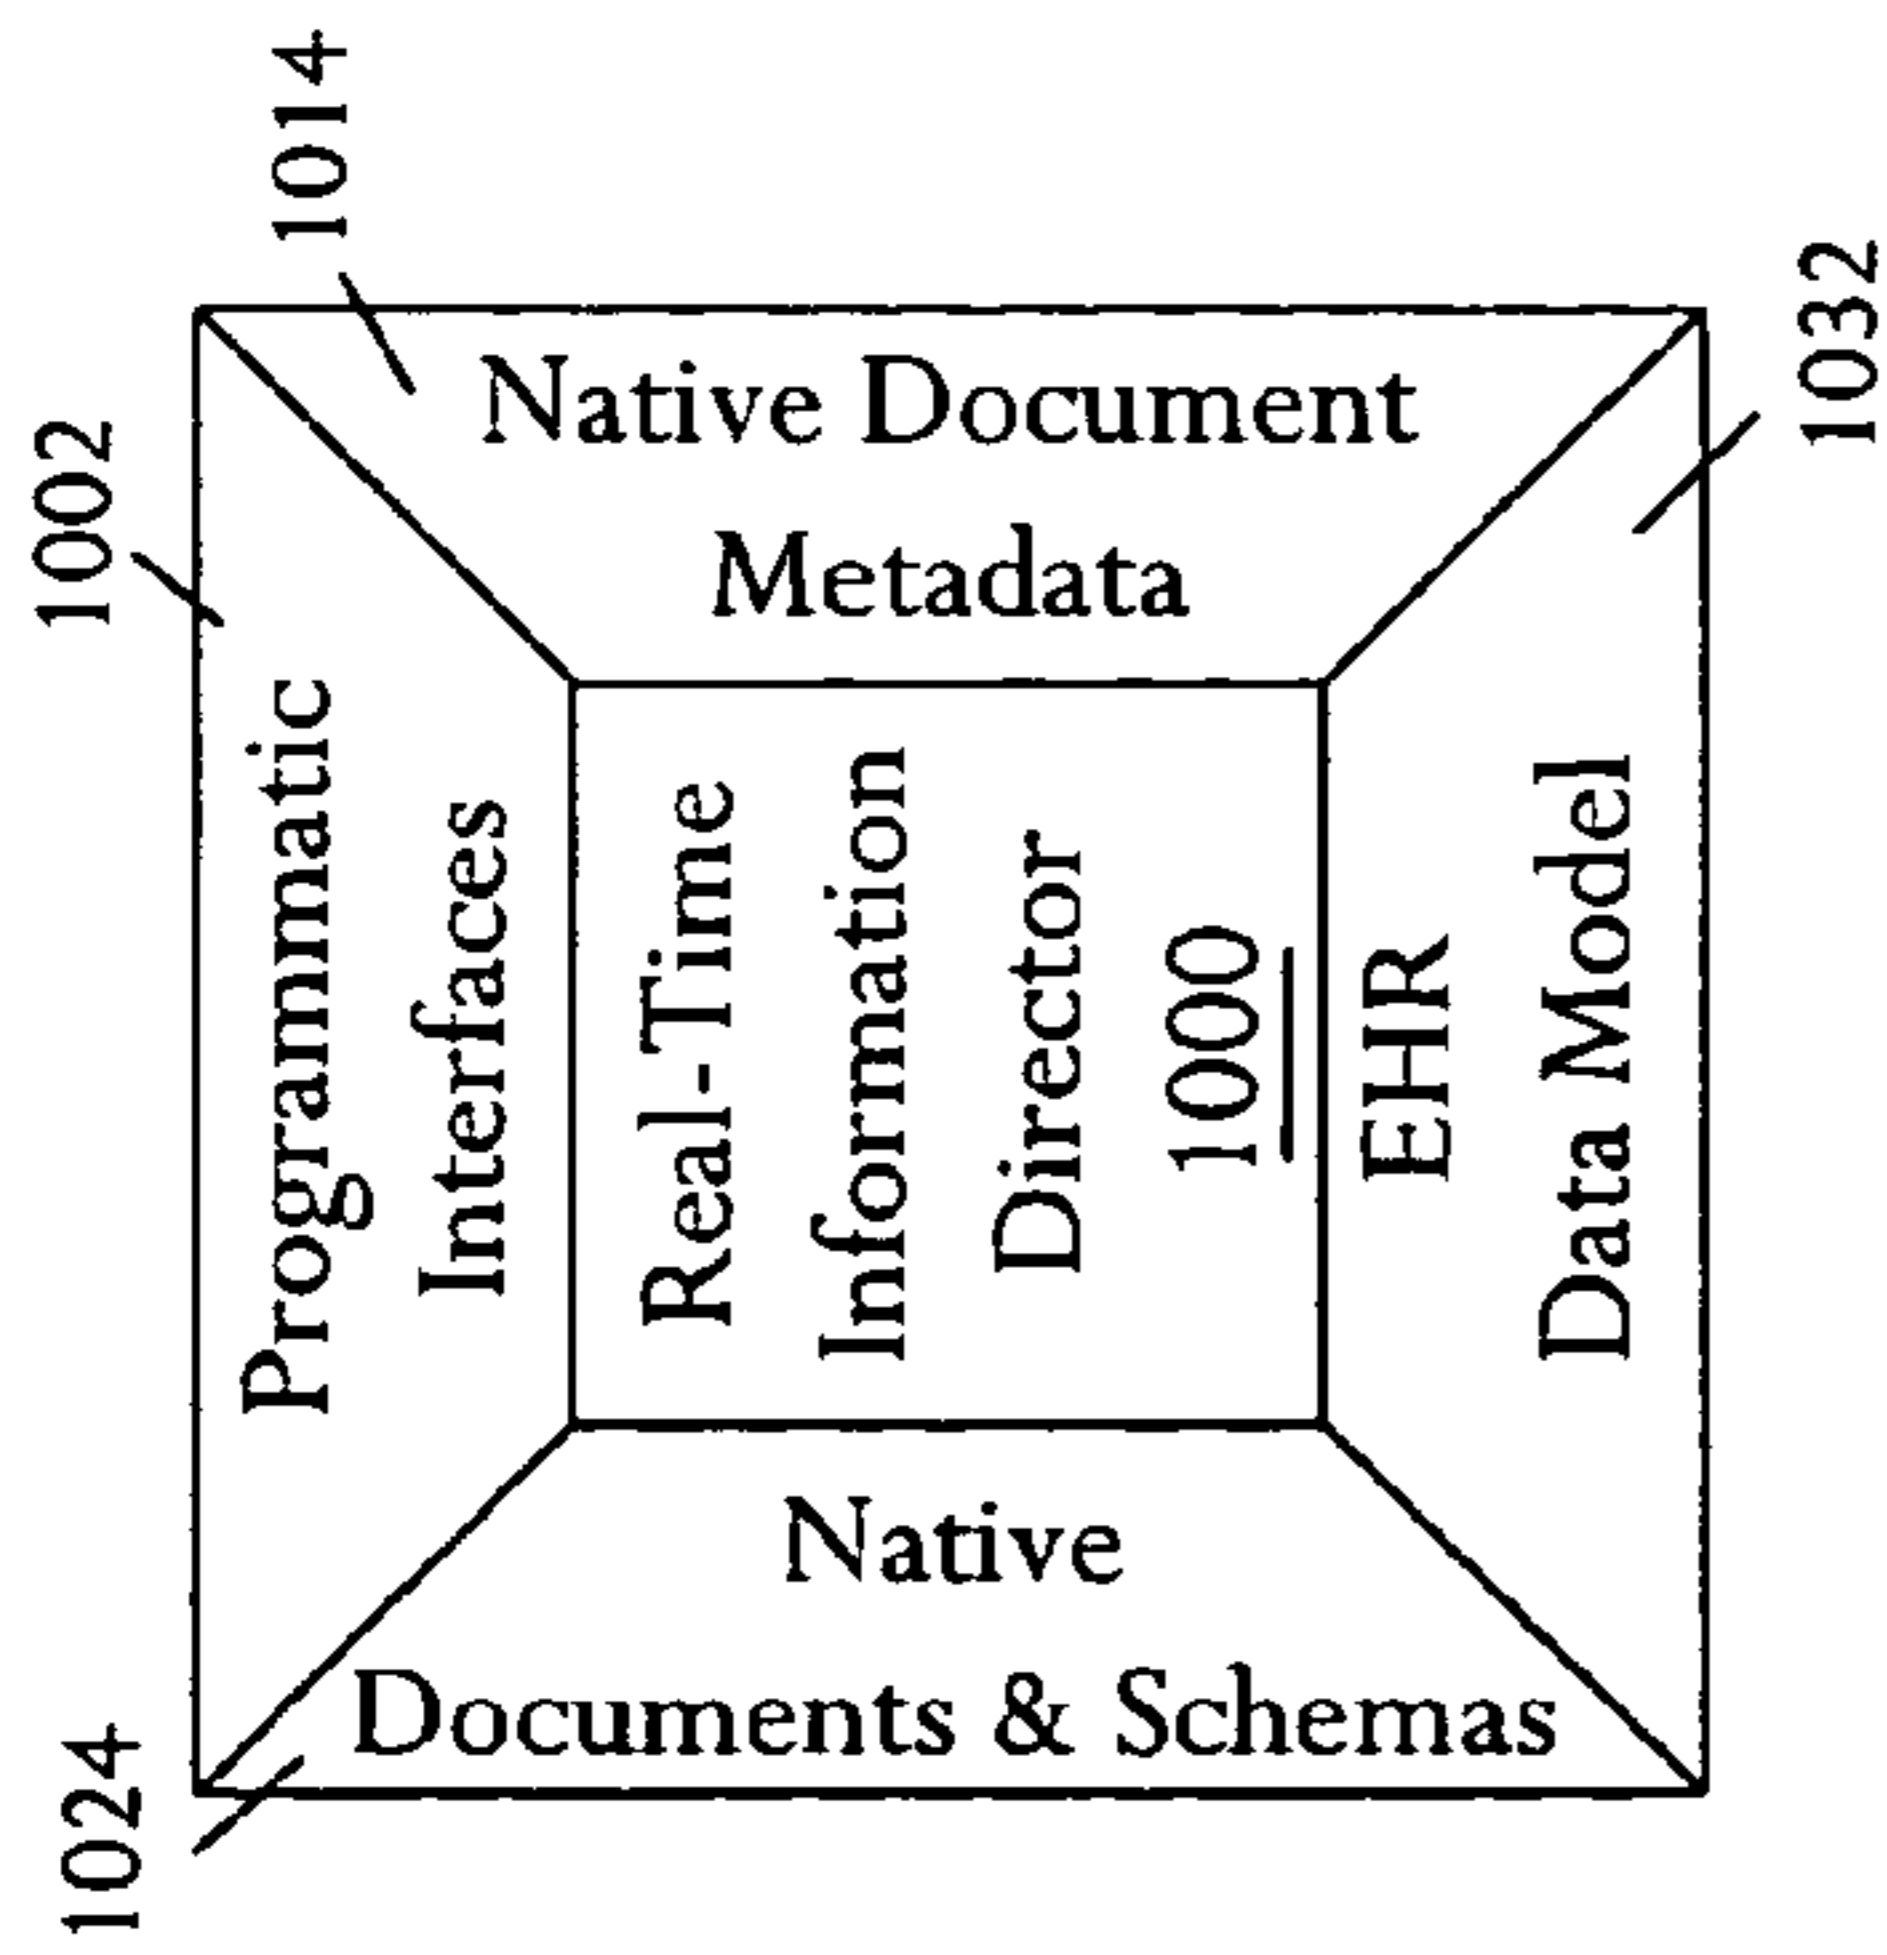 1014
1002
Native Document
Metadata
1032
Programmatic
Interfaces
Real-Time
Information
Director
1000
EHR
Data Model
Native
Documents & Schemas
1024